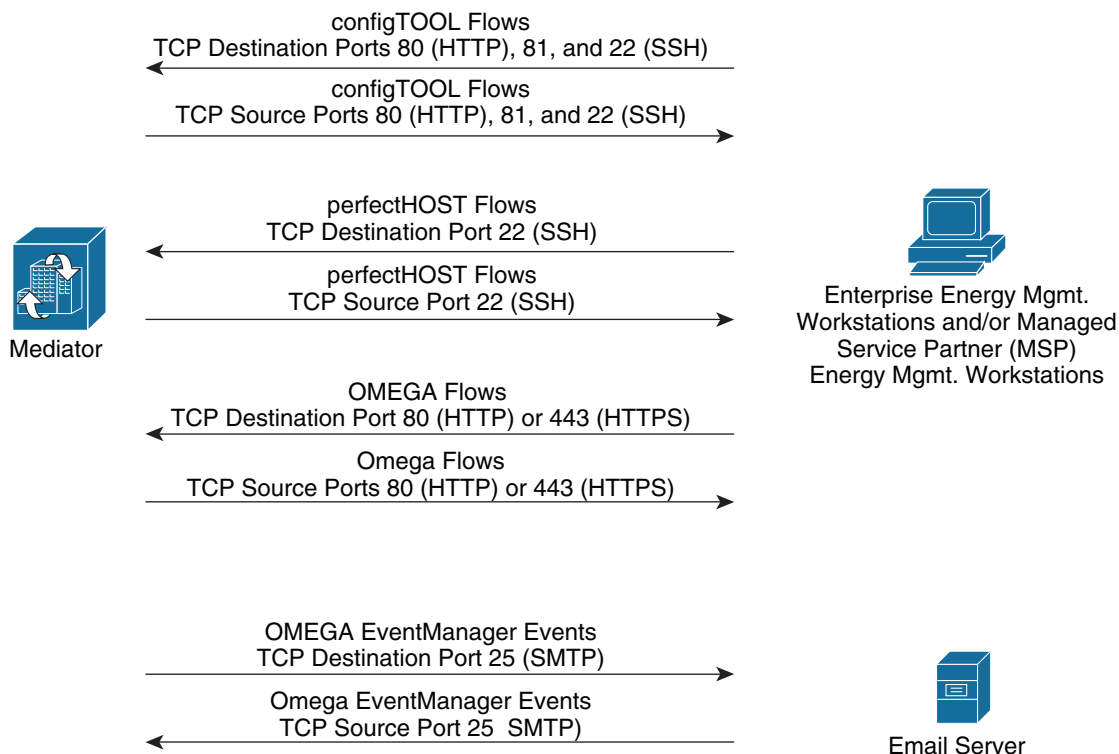 configTOOL Flows
TCP Destination Ports 80 (HTTP), 81, and 22 (SSH)
configTOOL Flows
TCP Source Ports 80 (HTTP), 81, and 22 (SSH)
perfectHOST Flows
TCP Destination Port 22 (SSH)
perfectHOST Flows
TCP Source Port 22 (SSH)
Mediator
Enterprise Energy Mgmt.
Workstations and/or Managed
Service Partner (MSP)
Energy Mgmt. Workstations
OMEGA Flows
TCP Destination Port 80 (HTTP) or 443 (HTTPS)
Omega Flows
TCP Source Ports 80 (HTTP) or 443 (HTTPS)
OMEGA EventManager Events
TCP Destination Port 25 (SMTP)
Omega EventManager Events
TCP Source Port 25  SMTP)
Email Server